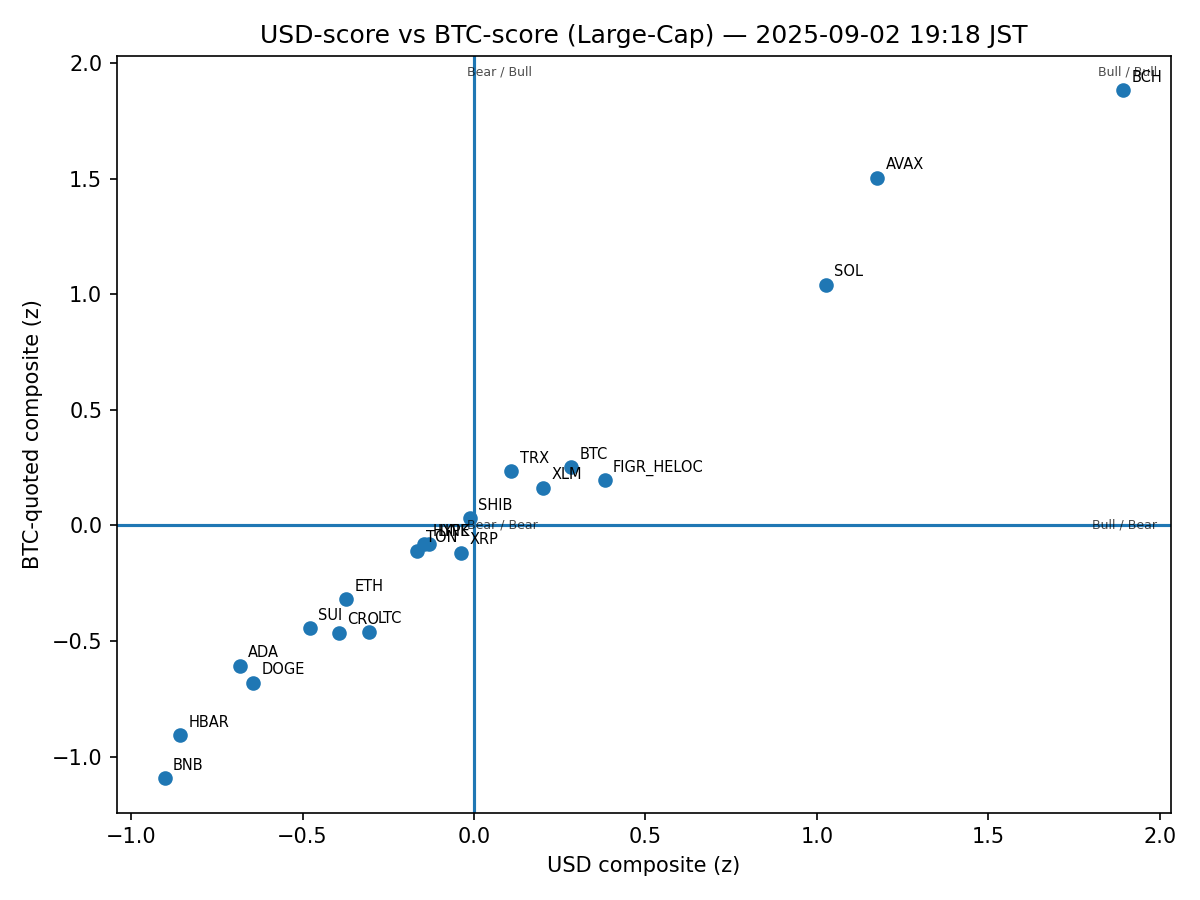 USD-score vs BTC-score (Large-Cap) — 2025-09-02 19:18 JST
2.0
Bear / Bull
Bull / Bull
BCH
AVAX
1.5
SOL
1.0
BTC-quoted composite (z)
0.5
TRX
BTC
XLM
FIGR_HELOC
SHIB
0.0
Bear / Bear
Bull / Bear
TON
XRP
ETH
SUI
CRO
LTC
−0.5
ADA
DOGE
HBAR
−1.0
BNB
−1.0
−0.5
0.0
0.5
1.0
1.5
2.0
USD composite (z)